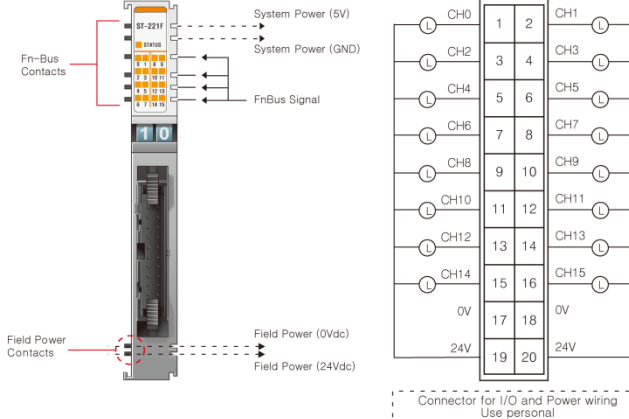 System Power (5V)
System Power (GND)
ST-221F
STATUS
0 1 8 9
2 3 10 11
4 5 12 13
6 7 14 15
Fn-Bus
Contacts
FnBus Signal
10
Field Power
Contacts
Field Power (0Vdc)
Field Power (24Vdc)
L CH0 1 2 CH1 L
L CH2 3 4 CH3 L
L CH4 5 6 CH5 L
L CH6 7 8 CH7 L
L CH8 9 10 CH9 L
L CH10 11 12 CH11 L
L CH12 13 14 CH13 L
L CH14 15 16 CH15 L
0V 17 18 0V
24V 19 20 24V
Connector for I/O and Power wiring
Use personal